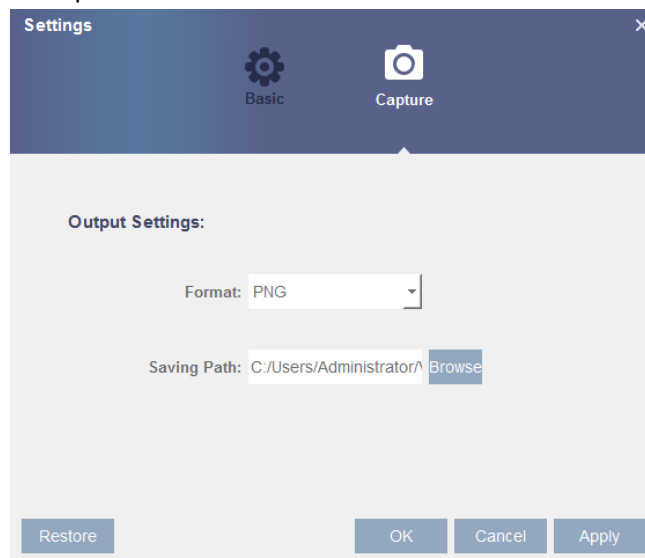 Settings
Basic
Capture
Output Settings:
Format: PNG
Saving Path: C:/Users/Administrator/ Browse
Restore OK Cancel Apply